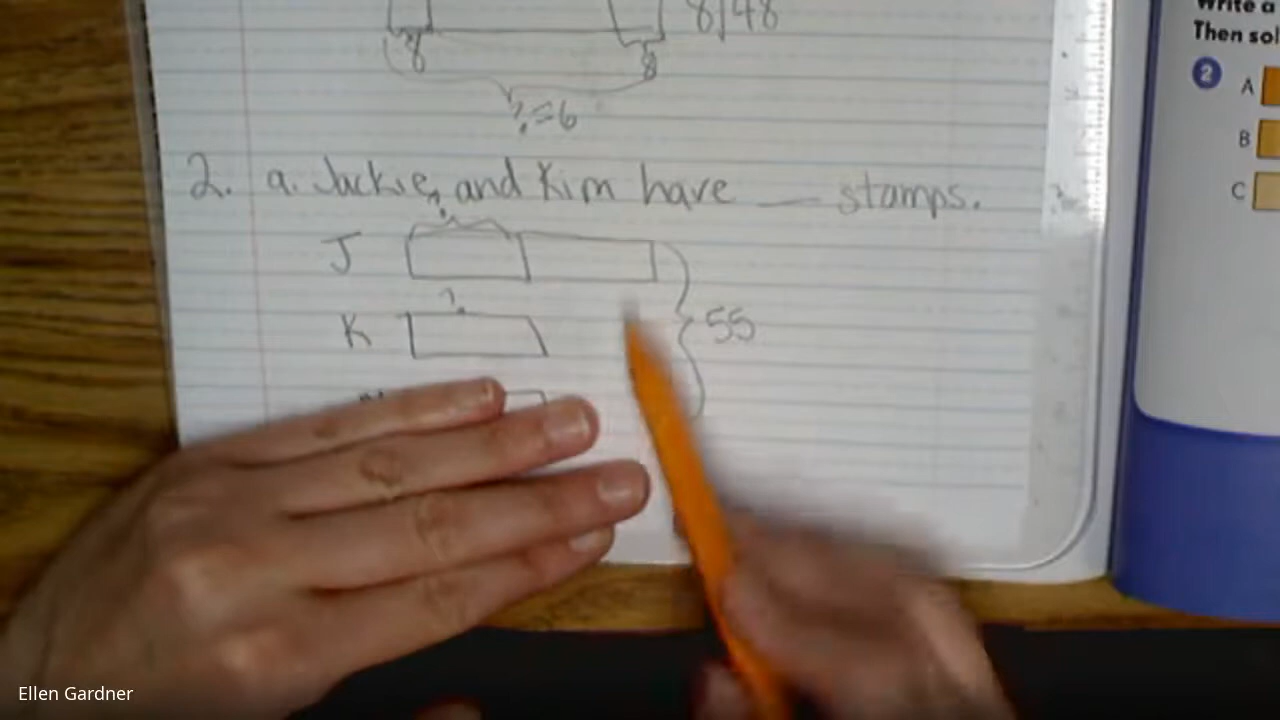 8)48
8 8
?=6
2. a. Jackie and Kim have __ stamps.
?
J
?
K
55
Write a
Then sol
2
A
B
C
Ellen Gardner